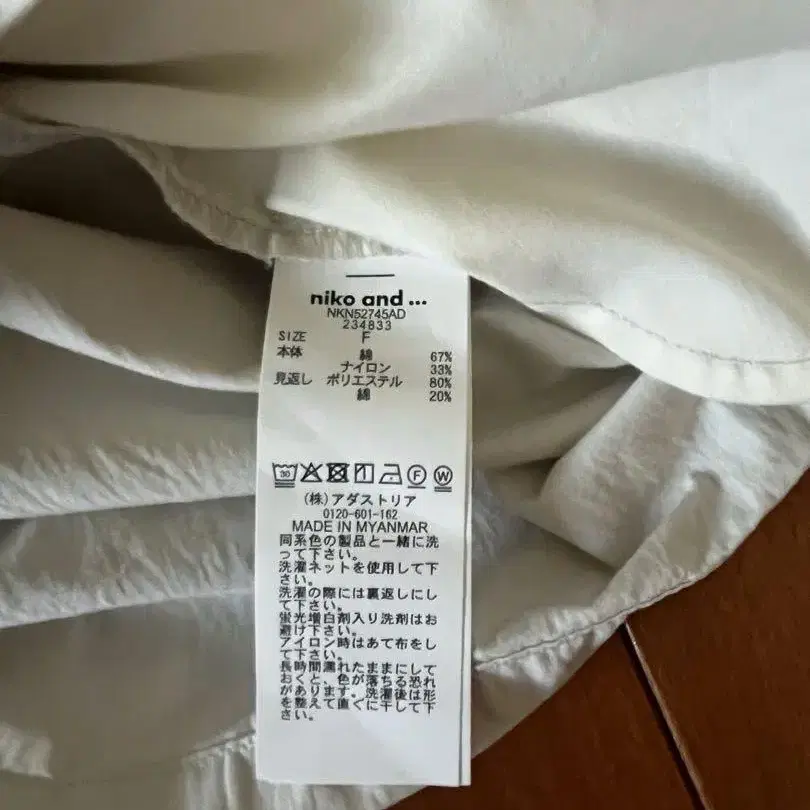 niko and ...
NKN52745AD
234833
SIZE F
本体 綿 67%
ナイロン 33%
見返し ポリエステル 80%
綿 20%
30 F W
(株)アダストリア
0120-601-162
MADE IN MYANMAR
同系色の製品と一緒に洗
って下さい。
洗濯ネットを使用して下
さい。
洗濯の際には裏返しにし
て下さい。
蛍光増白剤入り洗剤はお
避け下さい。
アイロン時はあて布をし
て下さい。
長時間濡れたままにして
おくと、色が落ちる恐れ
があります。洗濯後は形
を整えて直ぐに干して下
さい。